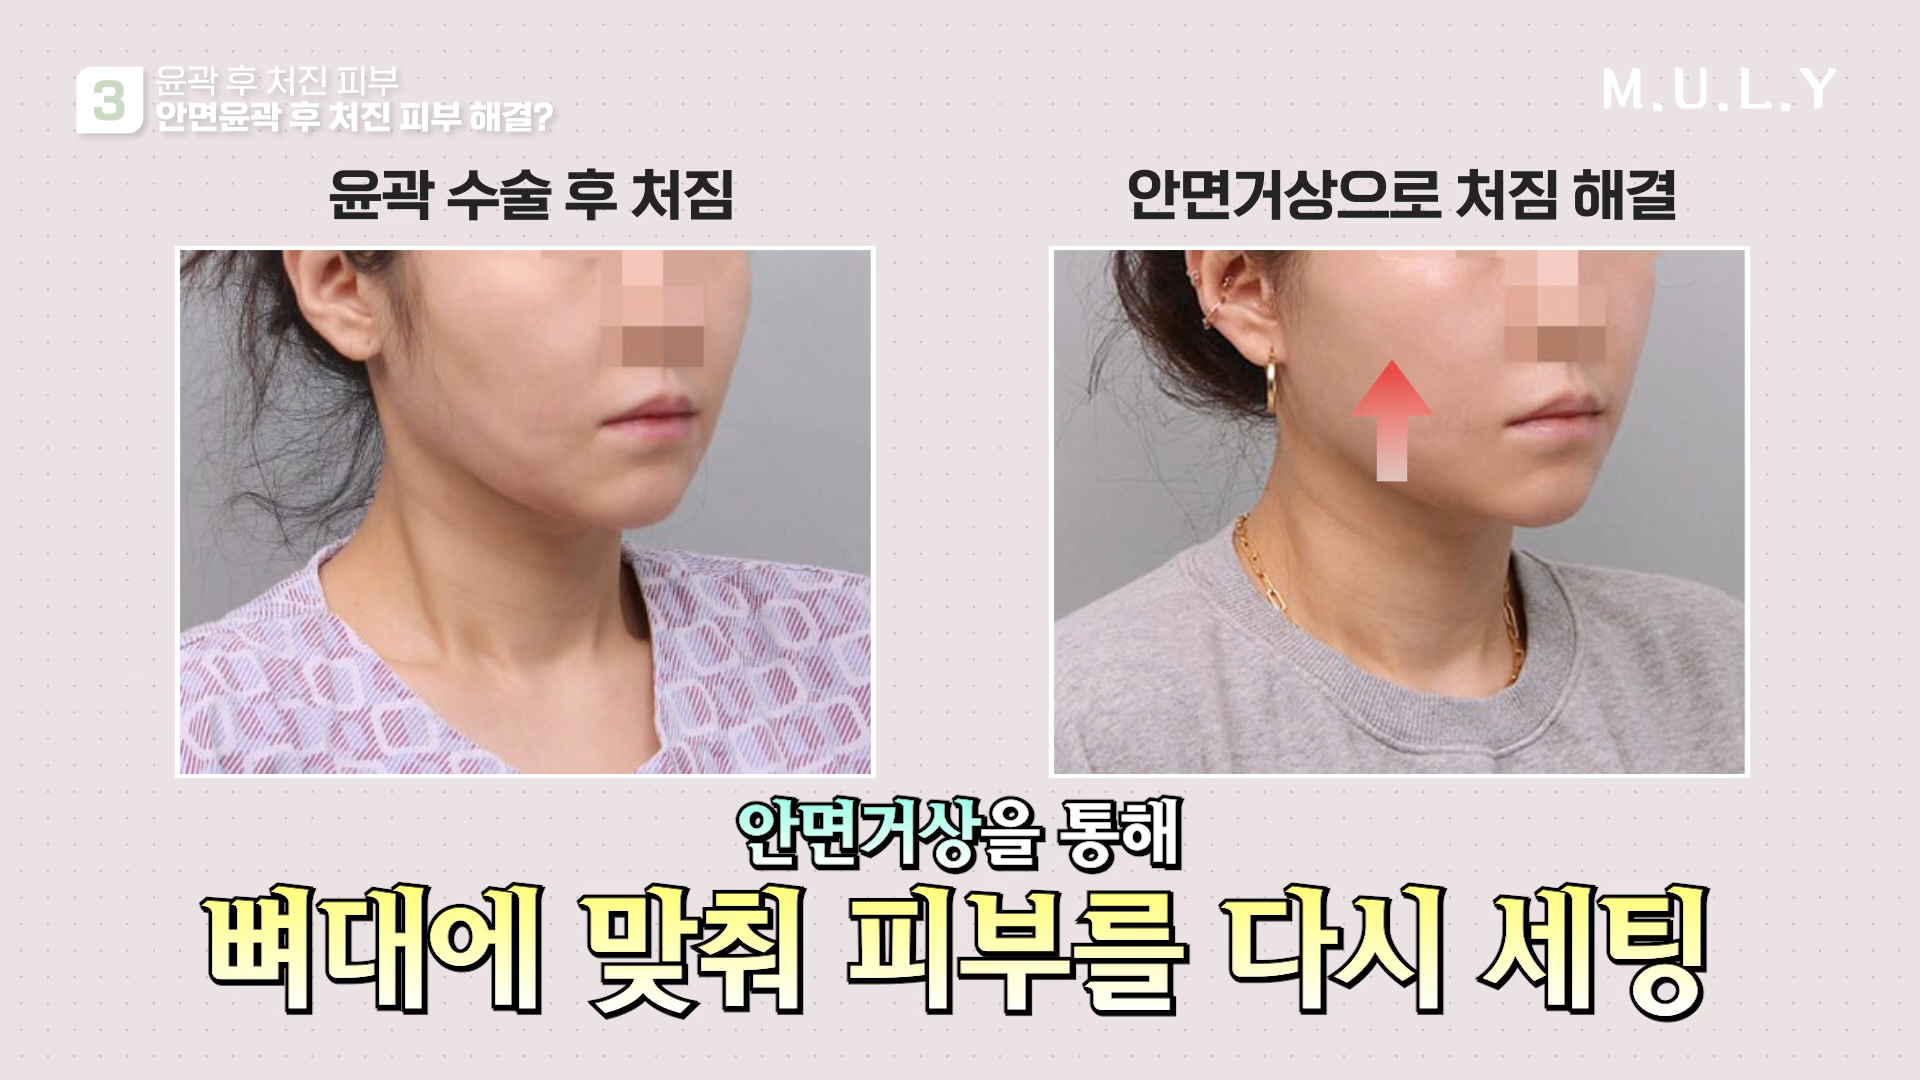 3
윤곽 후 처진 피부
안면윤곽 후 처진 피부 해결?
M.U.L.Y
윤곽 수술 후 처짐
안면거상으로 처짐 해결
안면거상을 통해
뼈대에 맞춰 피부를 다시 세팅